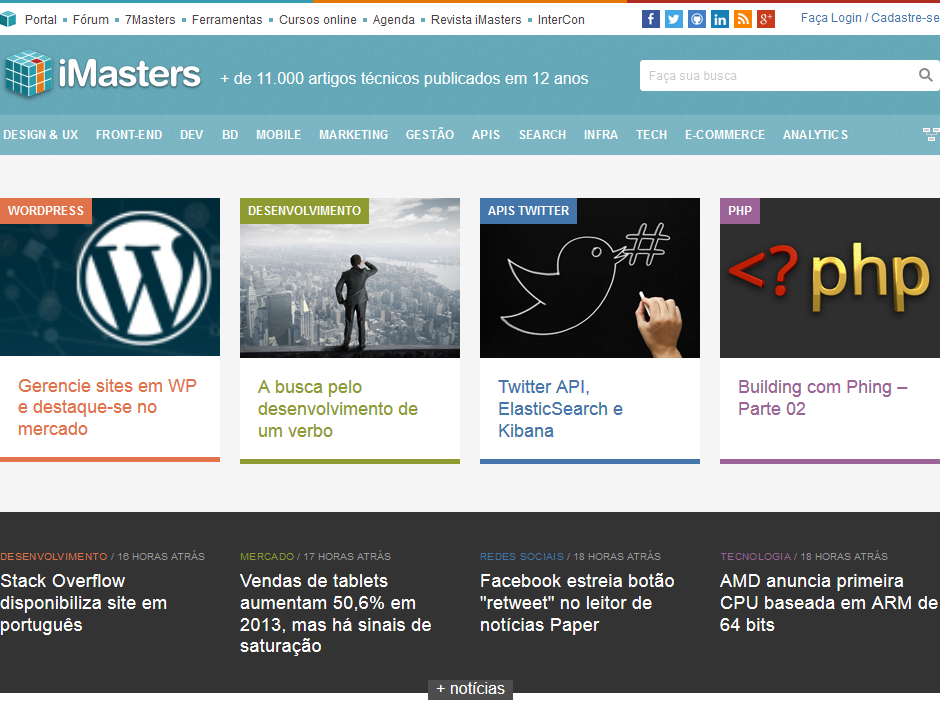 Portal ▪ Fórum ▪ 7Masters ▪ Ferramentas ▪ Cursos online ▪ Agenda ▪ Revista iMasters ▪ InterCon
Faça Login / Cadastre-se
iMasters
+ de 11.000 artigos técnicos publicados em 12 anos
Faça sua busca
DESIGN & UX FRONT-END DEV BD MOBILE MARKETING GESTÃO APIS SEARCH INFRA TECH E-COMMERCE ANALYTICS
WORDPRESS
Gerencie sites em WP
e destaque-se no
mercado
DESENVOLVIMENTO
A busca pelo
desenvolvimento de
um verbo
APIS TWITTER
#
Twitter API,
ElasticSearch e
Kibana
PHP
<? php
Building com Phing –
Parte 02
DESENVOLVIMENTO / 16 HORAS ATRÁS
Stack Overflow
disponibiliza site em
português
MERCADO / 17 HORAS ATRÁS
Vendas de tablets
aumentam 50,6% em
2013, mas há sinais de
saturação
REDES SOCIAIS / 18 HORAS ATRÁS
Facebook estreia botão
"retweet" no leitor de
notícias Paper
TECNOLOGIA / 18 HORAS ATRÁS
AMD anuncia primeira
CPU baseada em ARM de
64 bits
+ notícias